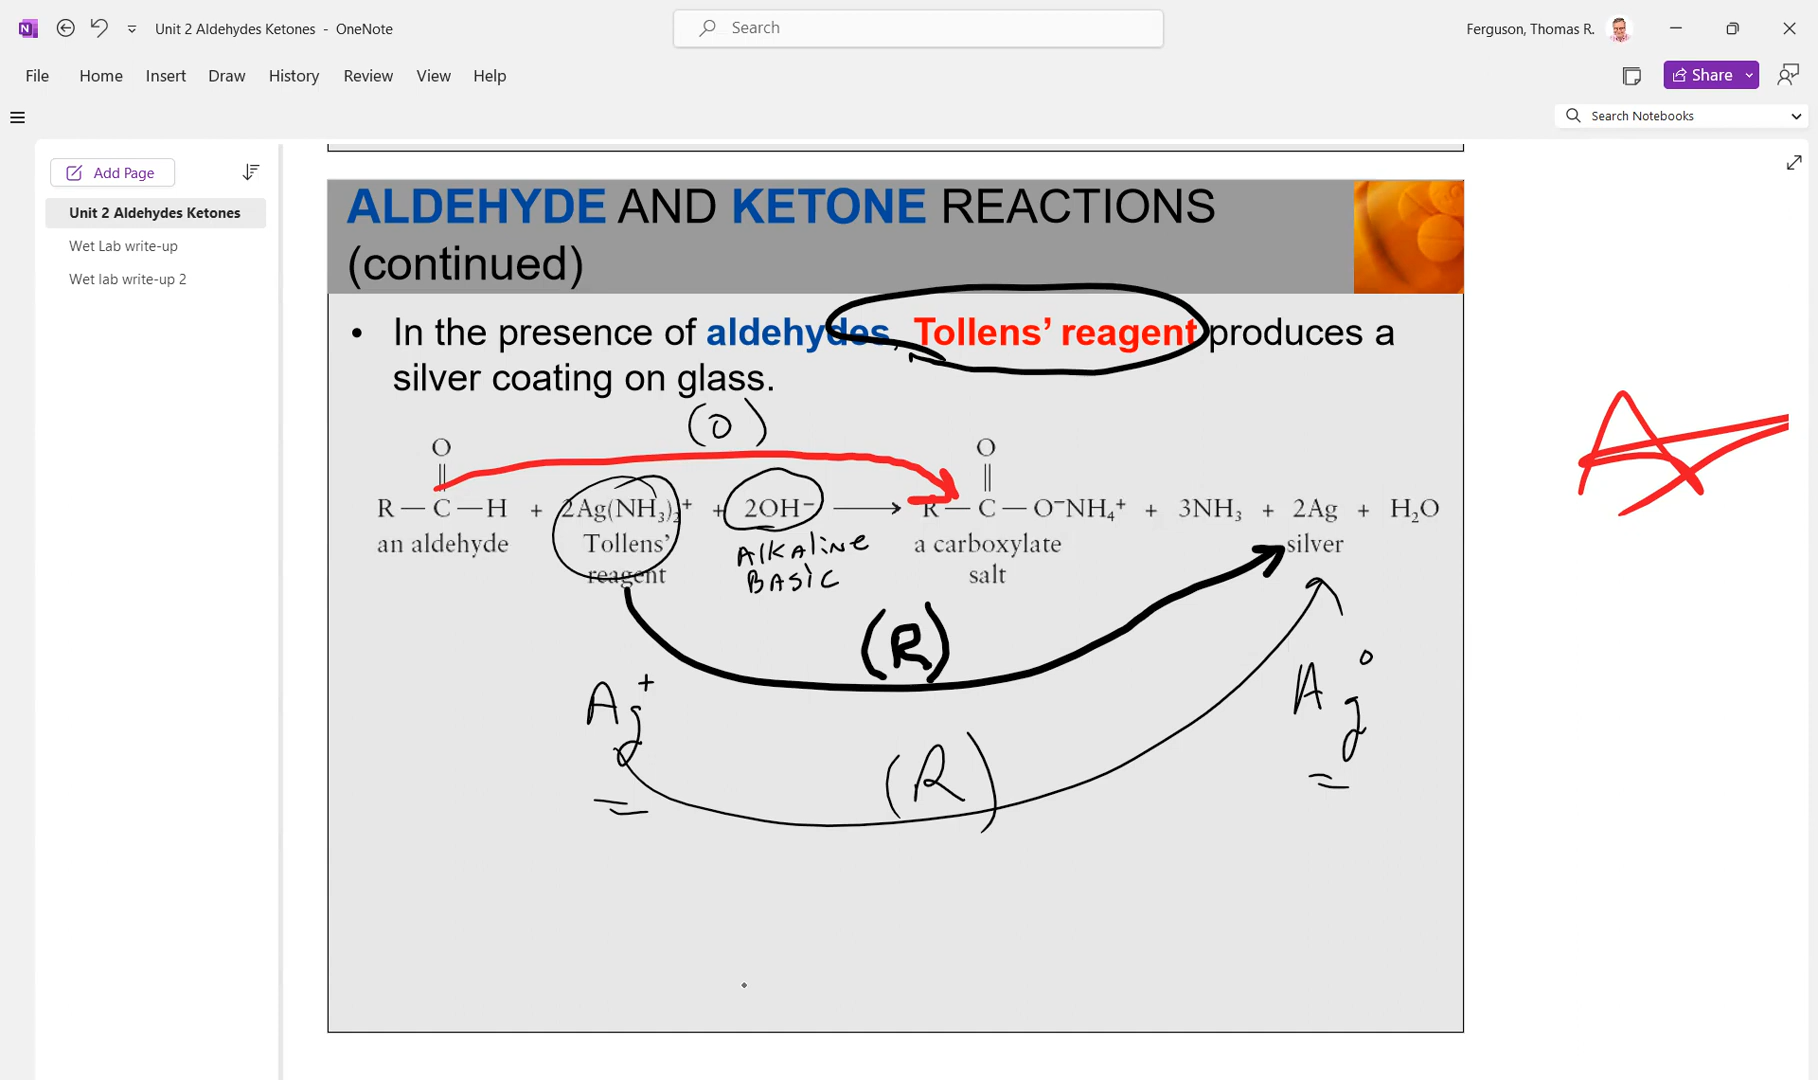 Unit 2 Aldehydes Ketones - OneNote
Search
Ferguson, Thomas R.
File Home Insert Draw History Review View Help
Share
Search Notebooks
Add Page
Unit 2 Aldehydes Ketones
Wet Lab write-up
Wet lab write-up 2
ALDEHYDE AND KETONE REACTIONS
(continued)
• In the presence of aldehydes, Tollens’ reagent produces a
silver coating on glass.
(O)
O O
R — C — H + 2Ag(NH₃)₂⁺ + 2OH⁻ ⟶ R — C — O⁻NH₄⁺ + 3NH₃ + 2Ag + H₂O
an aldehyde Tollens’ Alkaline a carboxylate silver
reagent BASIC salt
(R)
Ag⁺ Ag⁰
(R)